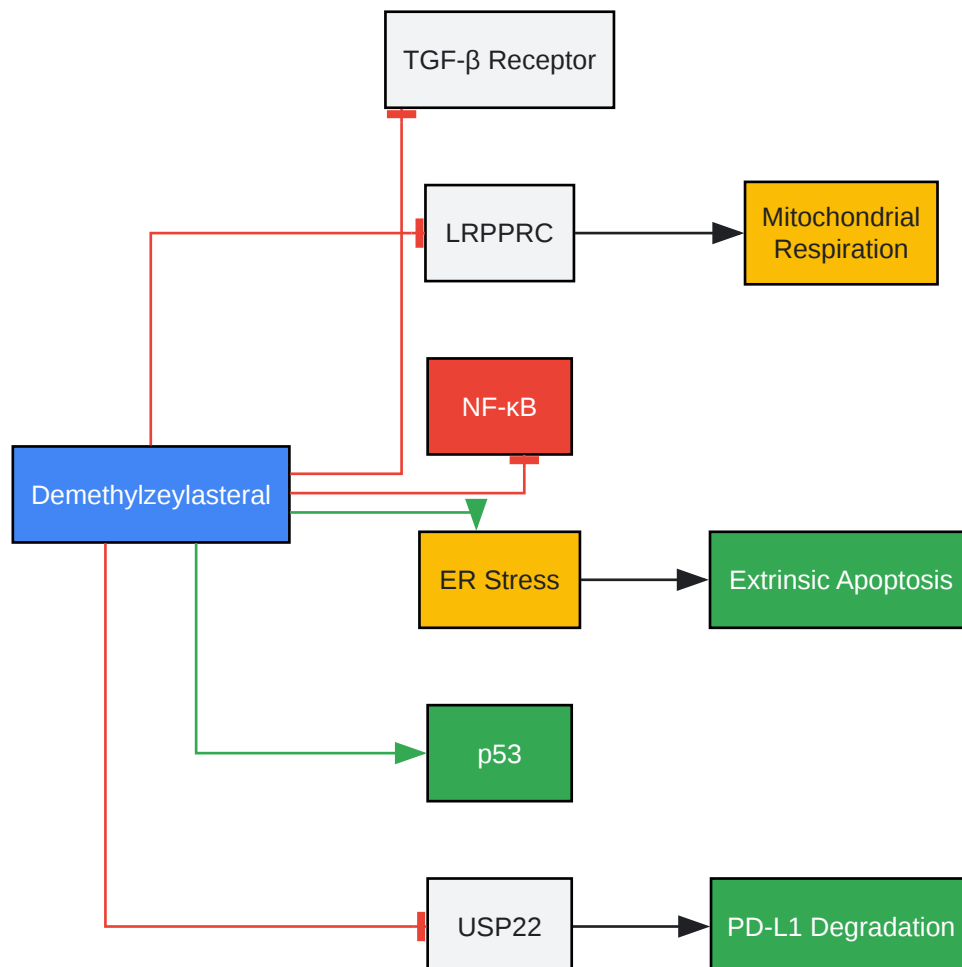 TGF-β Receptor
LRPPRC
Mitochondrial
Respiration
NF-κB
Demethylzeylasteral
ER Stress
Extrinsic Apoptosis
p53
USP22
PD-L1 Degradation